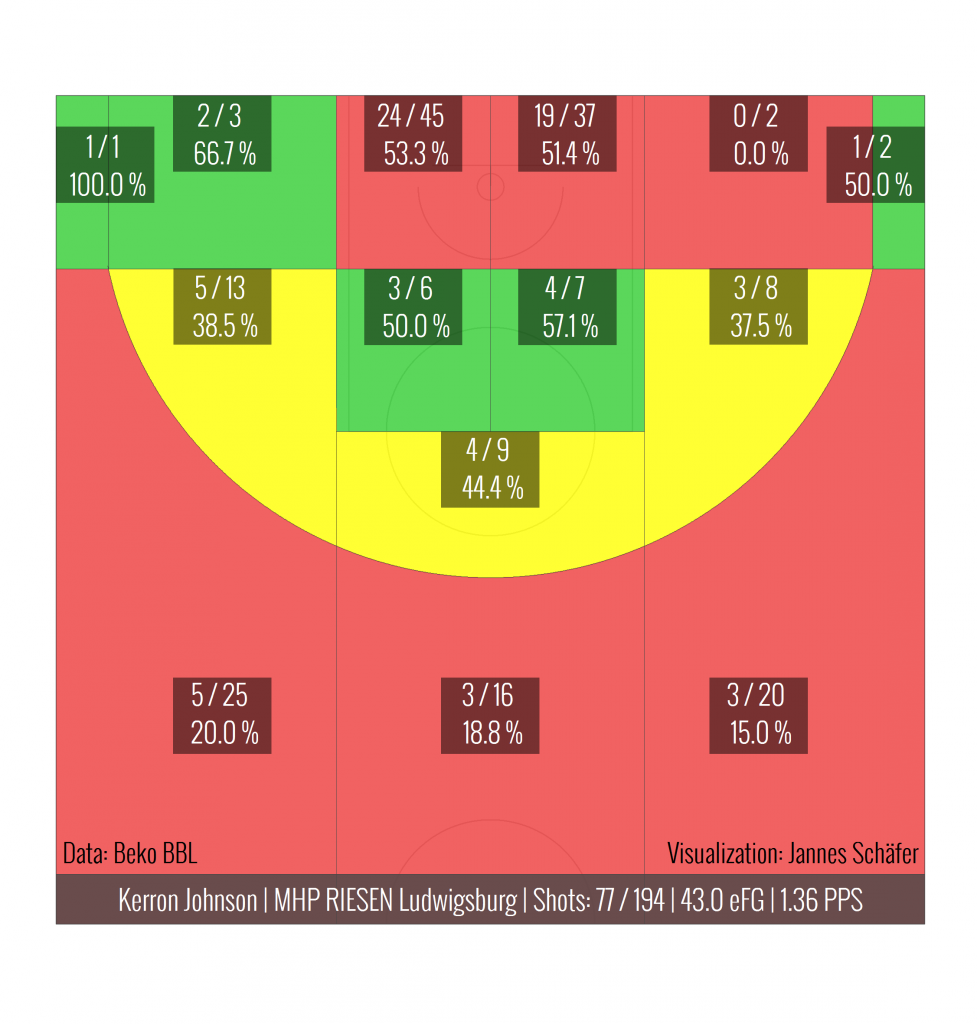 2 / 3
66.7 %
24 / 45
53.3 %
19 / 37
51.4 %
0 / 2
0.0 %
1 / 1
100.0 %
1 / 2
50.0 %
5 / 13
38.5 %
3 / 6
50.0 %
4 / 7
57.1 %
3 / 8
37.5 %
4 / 9
44.4 %
5 / 25
20.0 %
3 / 16
18.8 %
3 / 20
15.0 %
Data: Beko BBL
Visualization: Jannes Schäfer
Kerron Johnson | MHP RIESEN Ludwigsburg | Shots: 77 / 194 | 43.0 eFG | 1.36 PPS